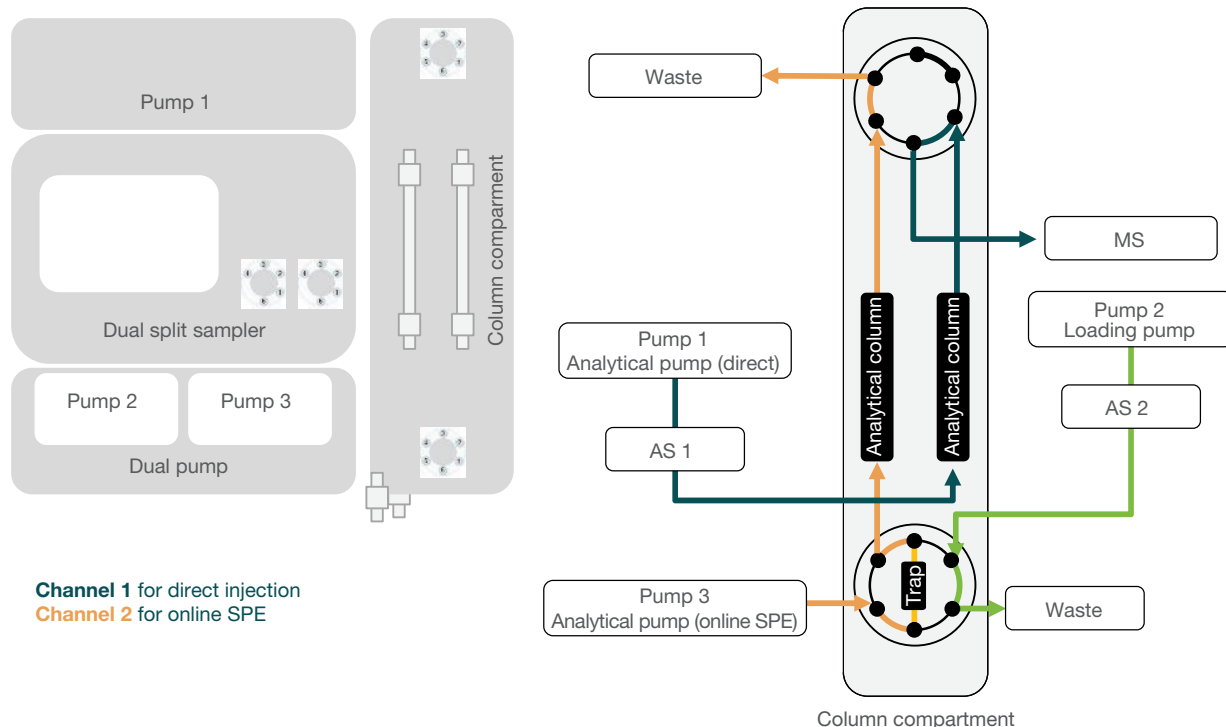 Pump 1
Dual split sampler
Pump 2
Pump 3
Dual pump
Column comparment
Channel 1 for direct injection
Channel 2 for online SPE
Waste
MS
Pump 1
Analytical pump (direct)
AS 1
Analytical column
Analytical column
Pump 2
Loading pump
AS 2
Pump 3
Analytical pump (online SPE)
Trap
Waste
Column compartment